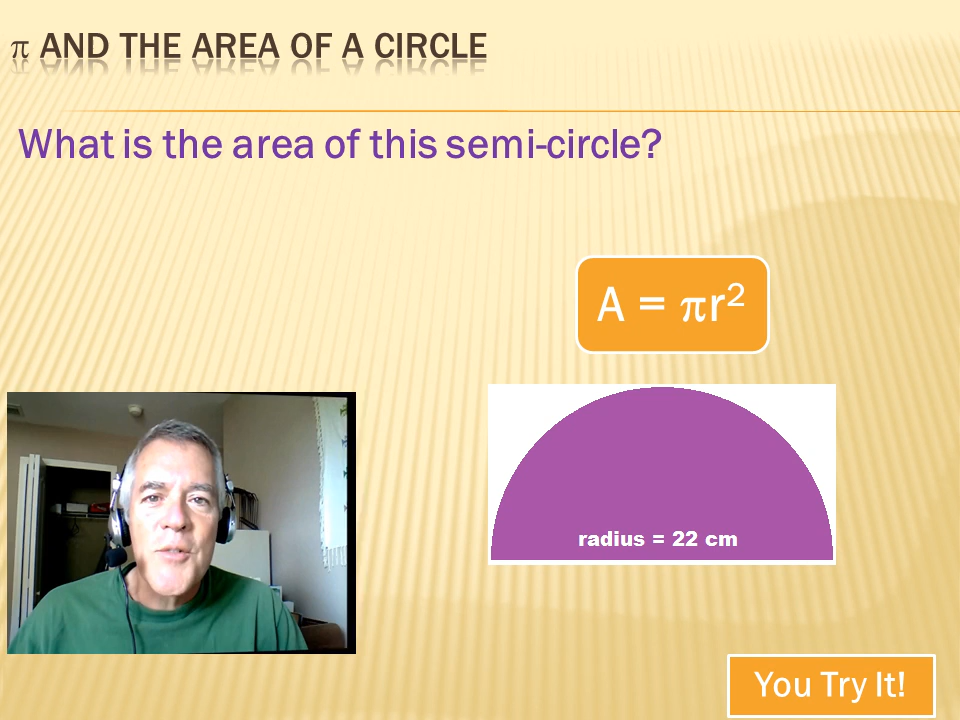 π AND THE AREA OF A CIRCLE
What is the area of this semi-circle?
A = πr²
radius = 22 cm
You Try It!